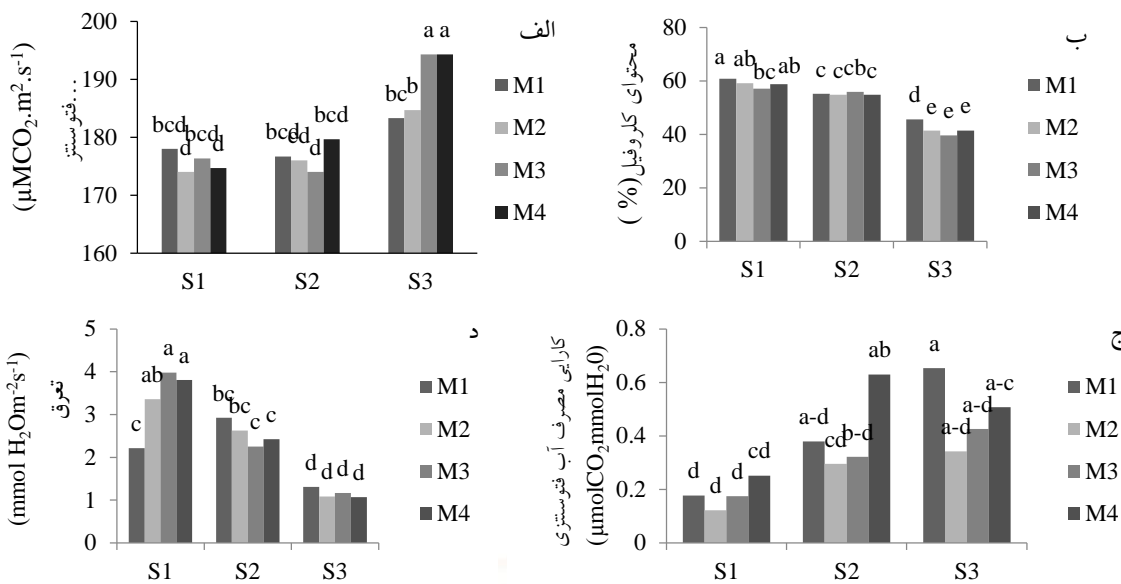 الف
فتوسنتز...
(µMCO₂.m².s⁻¹)
200
190
180
170
160
bcd d bcd d
bcd cd d bcd
bc b a a
S1 S2 S3
M1
M2
M3
M4
ب
محتوای کلروفیل(% )
80
60
40
20
0
a ab bc ab
c c cbc
d e e e
S1 S2 S3
M1
M2
M3
M4
د
تعرق
(mmol H₂Om⁻²s⁻¹)
5
4
3
2
1
0
c ab a a
bc bc c c
d d d d
S1 S2 S3
M1
M2
M3
M4
ج
کارایی مصرف آب فتوسنتزی
(µmolCO₂mmolH₂0)
0.8
0.6
0.4
0.2
0
d d d cd
a-d cd b-d ab
a a-d a-d a-c
S1 S2 S3
M1
M2
M3
M4